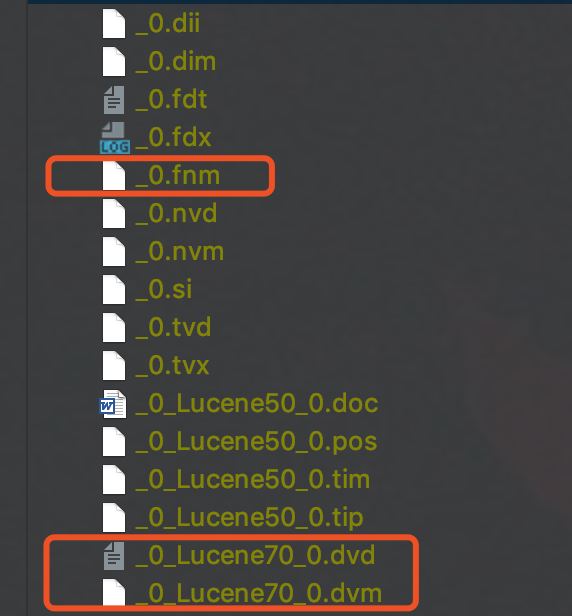 _0.dii
_0.dim
_0.fdt
LOG _0.fdx
_0.fnm
_0.nvd
_0.nvm
_0.si
_0.tvd
_0.tvx
W _0_Lucene50_0.doc
_0_Lucene50_0.pos
_0_Lucene50_0.tim
_0_Lucene50_0.tip
_0_Lucene70_0.dvd
_0_Lucene70_0.dvm